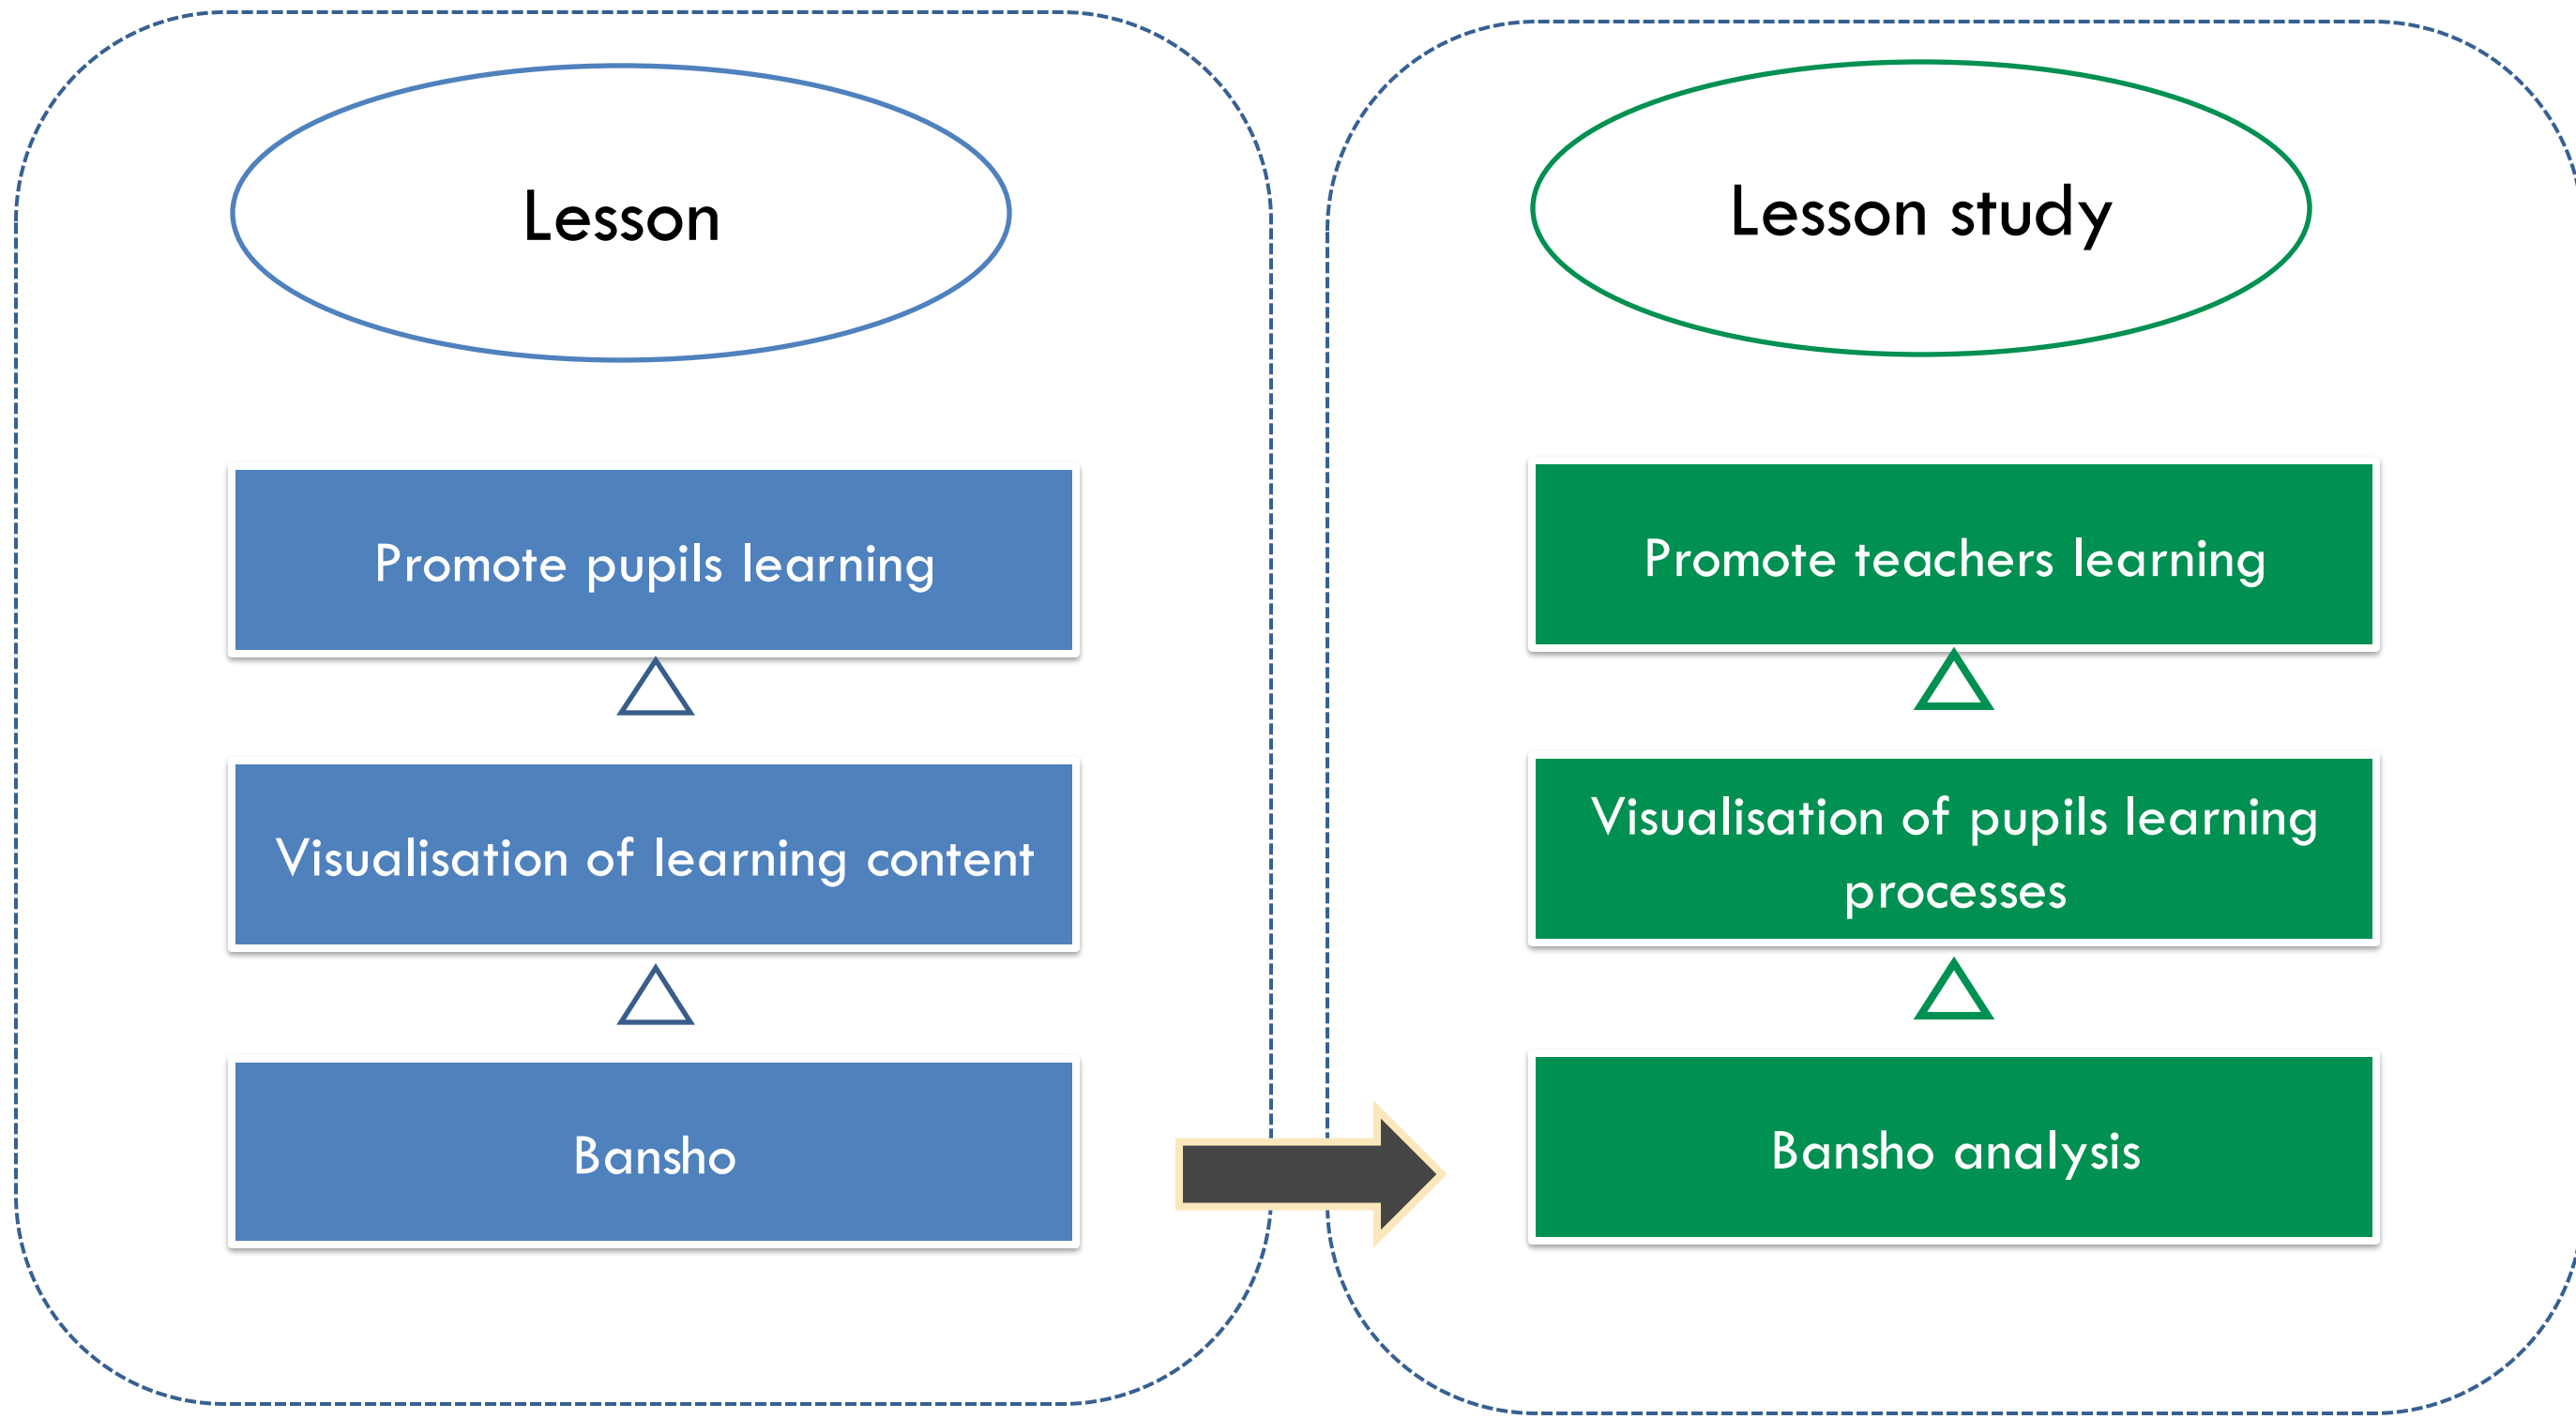 Lesson
Promote pupils learning
Visualisation of learning content
Bansho
Lesson study
Promote teachers learning
Visualisation of pupils learning
processes
Bansho analysis